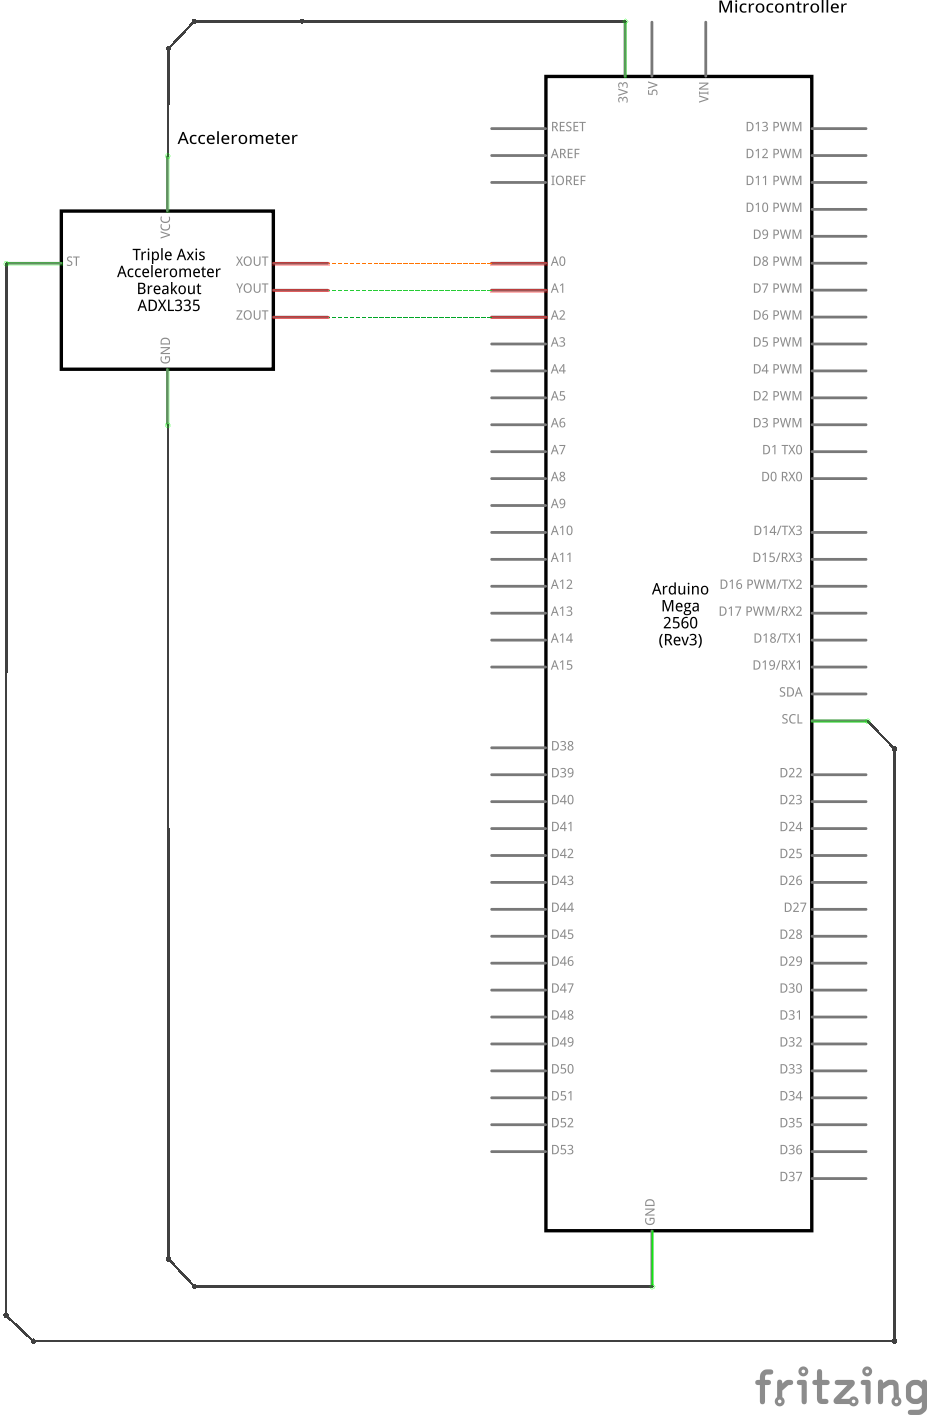 Microcontroller
3V3
5V
VIN
Accelerometer
VCC
ST
Triple Axis
Accelerometer
Breakout
ADXL335
XOUT
YOUT
ZOUT
GND
RESET
AREF
IOREF
A0
A1
A2
A3
A4
A5
A6
A7
A8
A9
A10
A11
A12
A13
A14
A15
D38
D39
D40
D41
D42
D43
D44
D45
D46
D47
D48
D49
D50
D51
D52
D53
Arduino
Mega
2560
(Rev3)
D13 PWM
D12 PWM
D11 PWM
D10 PWM
D9 PWM
D8 PWM
D7 PWM
D6 PWM
D5 PWM
D4 PWM
D2 PWM
D3 PWM
D1 TX0
D0 RX0
D14/TX3
D15/RX3
D16 PWM/TX2
D17 PWM/RX2
D18/TX1
D19/RX1
SDA
SCL
D22
D23
D24
D25
D26
D27
D28
D29
D30
D31
D32
D33
D34
D35
D36
D37
GND
fritzing